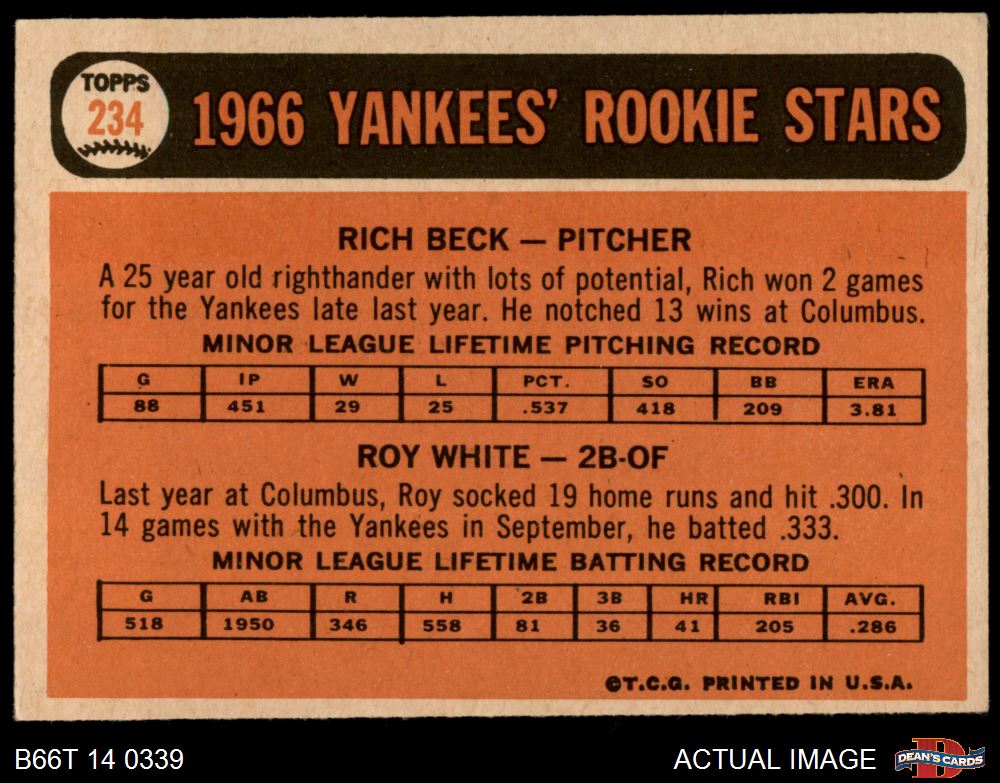 TOPPS
234
1966 YANKEES' ROOKIE STARS
RICH BECK — PITCHER
A 25 year old righthander with lots of potential, Rich won 2 games
for the Yankees late last year. He notched 13 wins at Columbus.
MINOR LEAGUE LIFETIME PITCHING RECORD
G IP W L PCT. SO BB ERA
88 451 29 25 .537 418 209 3.81
ROY WHITE — 2B-OF
Last year at Columbus, Roy socked 19 home runs and hit .300. In
14 games with the Yankees in September, he batted .333.
MINOR LEAGUE LIFETIME BATTING RECORD
G AB R H 2B 3B HR RBI AVG.
518 1950 346 558 81 36 41 205 .286
©T.C.G. PRINTED IN U.S.A.
B66T 14 0339
ACTUAL IMAGE
D
DEAN'S CARDS